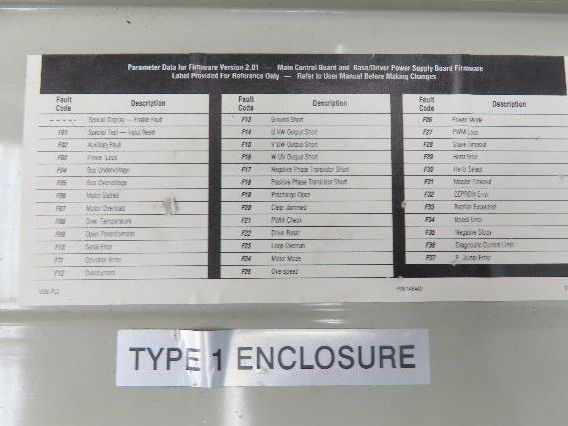 Parameter Data for Firmware Version 2.01 — Main Control Board and Base/Driver Power Supply Board Firmware
Label Provided For Reference Only — Refer to User Manual Before Making Changes
Fault Code Description
- - - - - Special Display — Enable Fault
F01 Special Test — Input Reset
F02 Auxiliary Fault
F03 Power Loss
F04 Bus Undervoltage
F05 Bus Overvoltage
F06 Motor Stalled
F07 Motor Overload
F08 Over Temperature
F09 Open Potentiometer
F10 Serial Error
F11 Operator Error
F12 Overcurrent
Fault Code Description
F13 Ground Short
F14 U VW Output Short
F15 V UW Output Short
F16 W UV Output Short
F17 Negative Phase Transistor Short
F18 Positive Phase Transistor Short
F19 Precharge Open
F20 Clear Jammed
F21 PWM Check
F22 Drive Reset
F23 Loop Overrun
F24 Motor Mode
F25 Overspeed
Fault Code Description
F26 Power Mode
F27 PWM Loss
F28 Slave Timeout
F29 Hertz Error
F30 Hertz Select
F31 Master Timeout
F32 EEPROM Error
F33 Retries Exceeded
F34 Boost Error
F35 Negative Slope
F36 Diagnostic Current Limit
F37 Jump Error
TYPE 1 ENCLOSURE